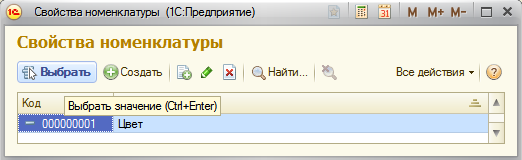 Свойства номенклатуры (1С:Предприятие)
M M+ M-
Свойства номенклатуры
Выбрать Создать Найти... Все действия
Код
Выбрать значение (Ctrl+Enter)
000000001 Цвет